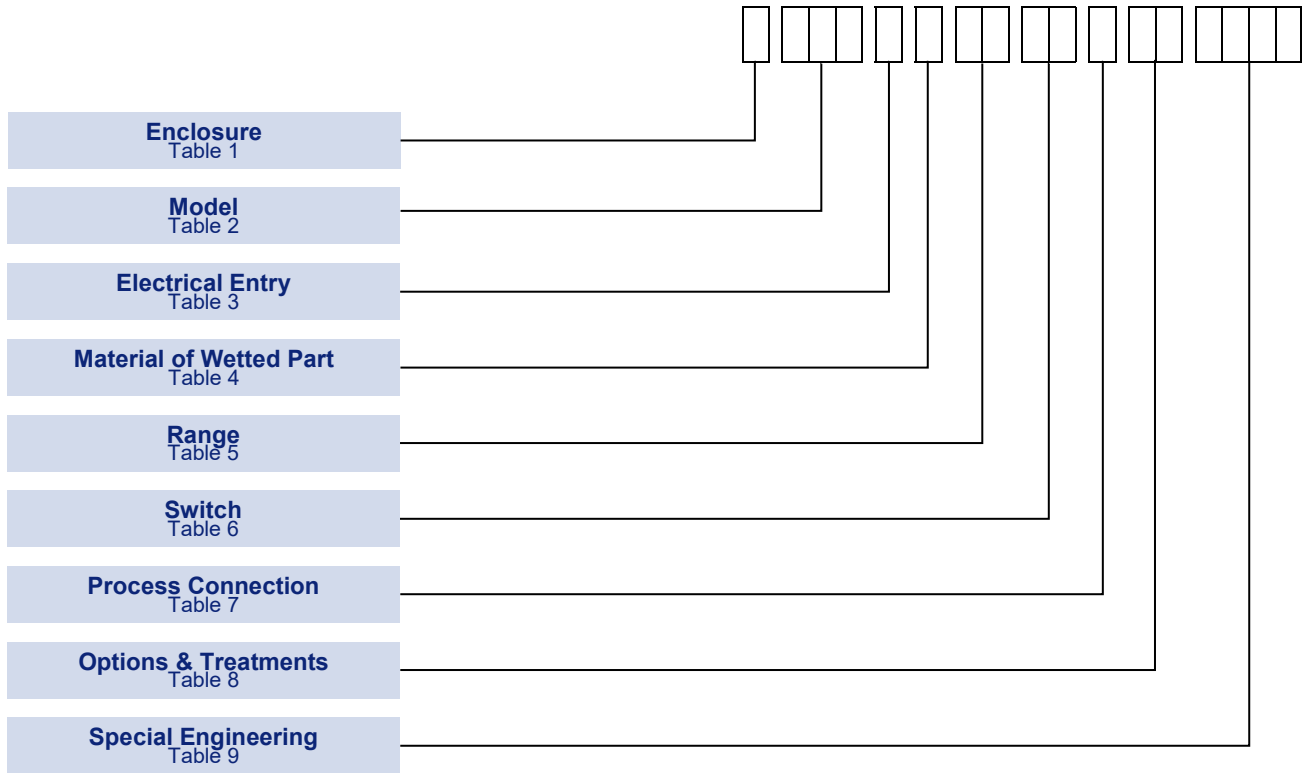 Enclosure
Table 1
Model
Table 2
Electrical Entry
Table 3
Material of Wetted Part
Table 4
Range
Table 5
Switch
Table 6
Process Connection
Table 7
Options & Treatments
Table 8
Special Engineering
Table 9